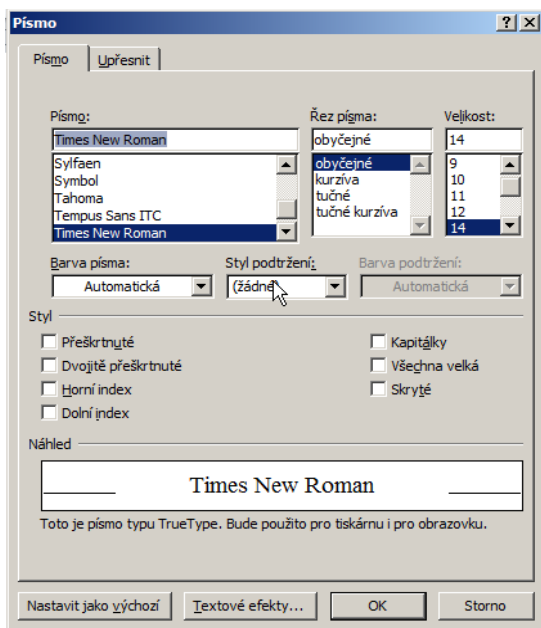 Písmo
Písmo Upřesnit
Písmo: Řez písma: Velikost:
Times New Roman obyčejné 14
Sylfaen obyčejné 9
Symbol kurzíva 10
Tahoma tučné 11
Tempus Sans ITC tučné kurzíva 12
Times New Roman 14
Barva písma: Styl podtržení: Barva podtržení:
Automatická (žádné) Automatická
Styl
Přeškrtnuté Kapitálky
Dvojitě přeškrtnuté Všechna velká
Horní index Skryté
Dolní index
Náhled
Times New Roman
Toto je písmo typu TrueType. Bude použito pro tiskárnu i pro obrazovku.
Nastavit jako výchozí Textové efekty... OK Storno